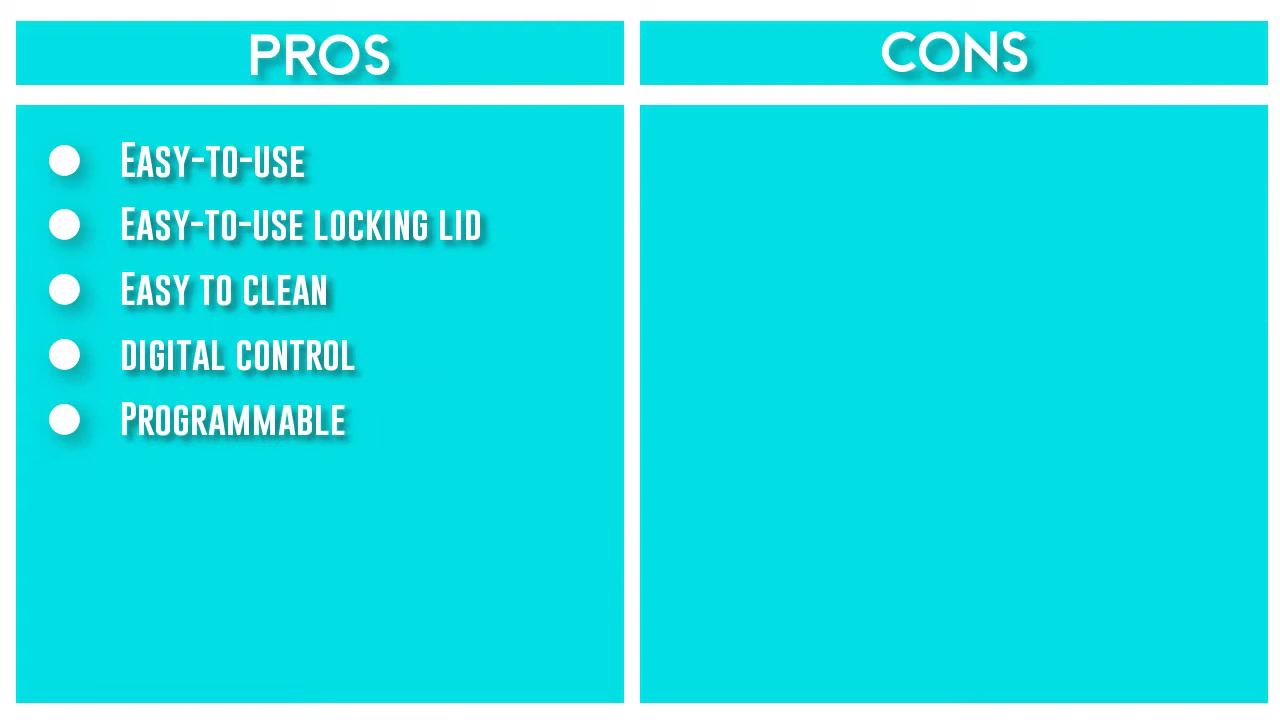 PROS
CONS
Easy-to-use
Easy-to-use locking lid
Easy to clean
digital control
Programmable